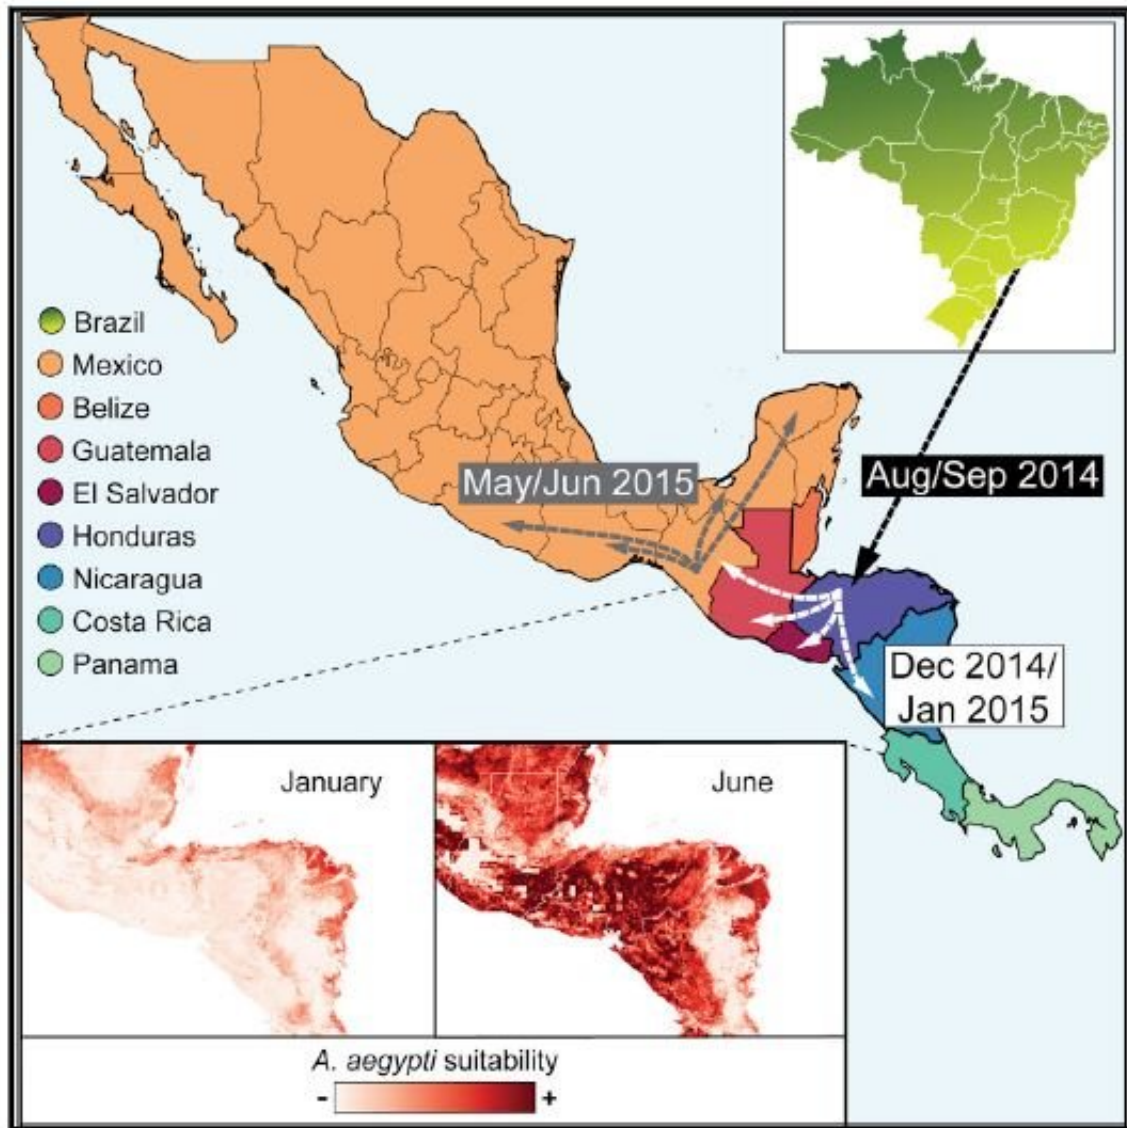 Brazil
Mexico
Belize
Guatemala
El Salvador
Honduras
Nicaragua
Costa Rica
Panama
May/Jun 2015
Aug/Sep 2014
Dec 2014/
Jan 2015
January
June
A. aegypti suitability
- +